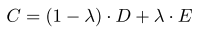 C = (1 − λ) · D + λ · E